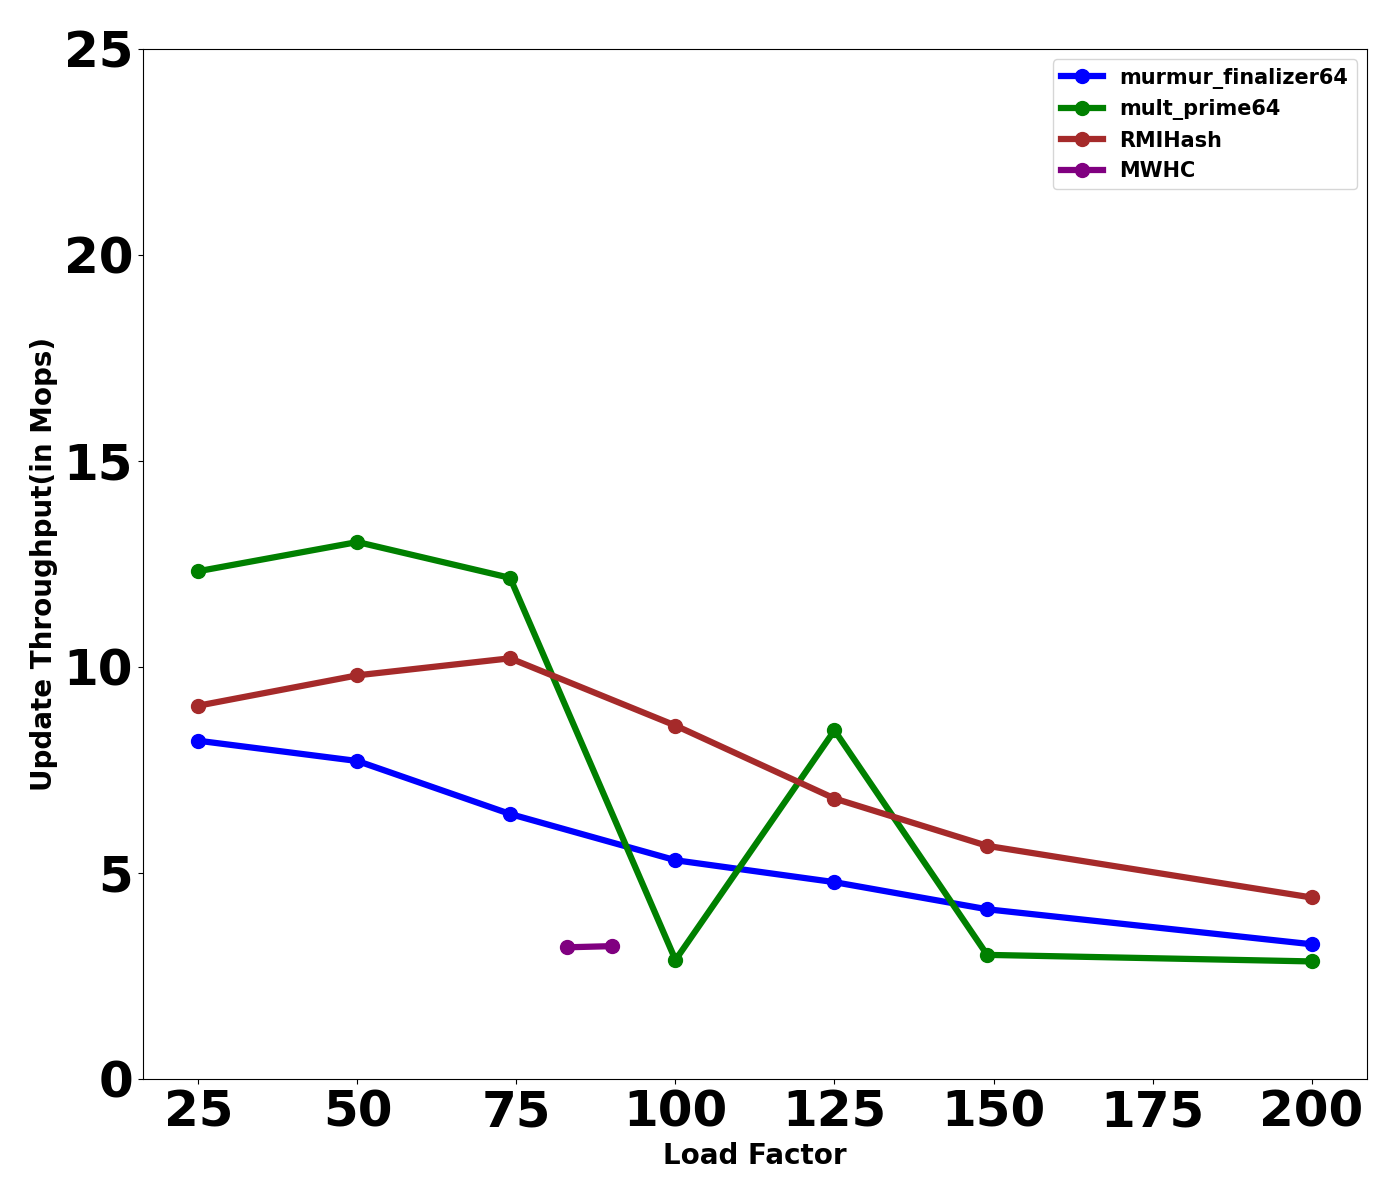 25
20
15
10
5
0
Update Throughput(in Mops)
murmur_finalizer64
mult_prime64
RMIHash
MWHC
25 50 75 100 125 150 175 200
Load Factor